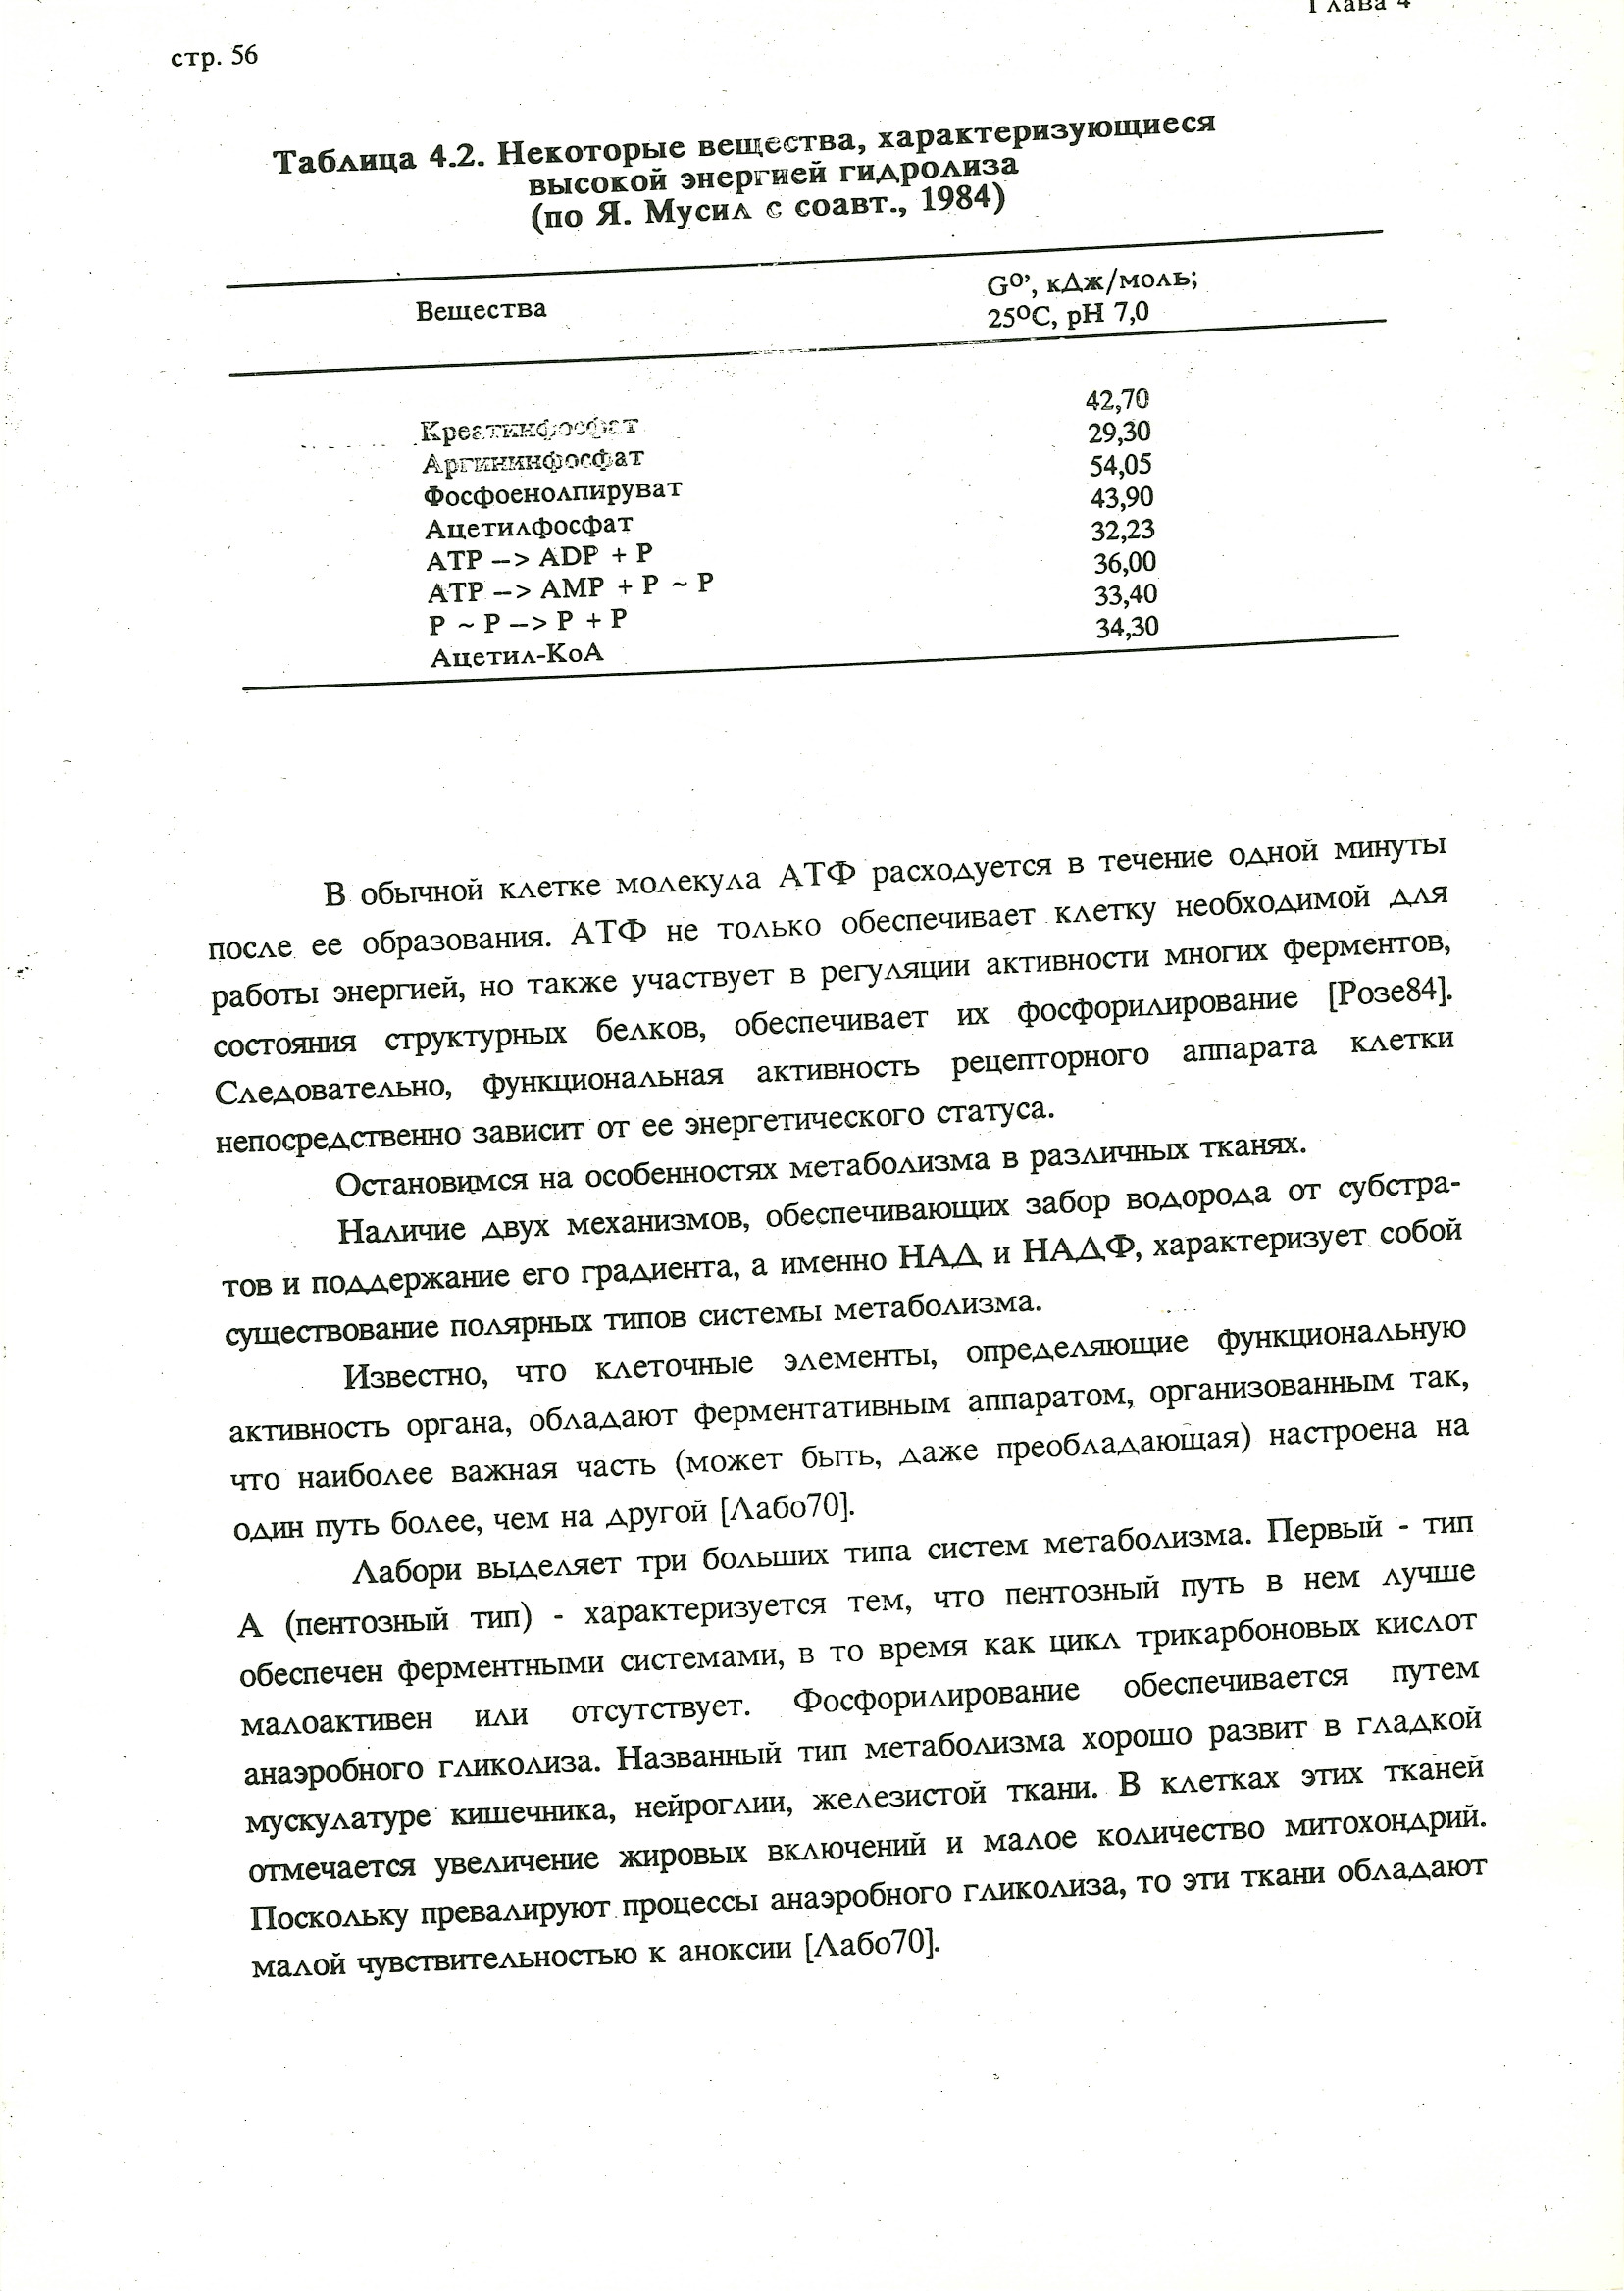 Глава 4
стр. 56
Таблица 4.2. Некоторые вещества, характеризующиеся
высокой энергией гидролиза
(по Я. Мусил с соавт., 1984)
Вещества
G⁰’, кДж/моль;
25⁰C, pH 7,0
Креатинфосфат 42,70
Аргининфосфат 29,30
Фосфоенолпируват 54,05
Ацетилфосфат 43,90
ATP --> ADP + P 32,23
ATP --> AMP + P ~ P 36,00
P ~ P --> P + P 33,40
Ацетил-КоА 34,30
В обычной клетке молекула АТФ расходуется в течение одной минуты
после ее образования. АТФ не только обеспечивает клетку необходимой для
работы энергией, но также участвует в регуляции активности многих ферментов,
состояния структурных белков, обеспечивает их фосфорилирование [Розе84].
Следовательно, функциональная активность рецепторного аппарата клетки
непосредственно зависит от ее энергетического статуса.
Остановимся на особенностях метаболизма в различных тканях.
Наличие двух механизмов, обеспечивающих забор водорода от субстра-
тов и поддержание его градиента, а именно НАД и НАДФ, характеризует собой
существование полярных типов системы метаболизма.
Известно, что клеточные элементы, определяющие функциональную
активность органа, обладают ферментативным аппаратом, организованным так,
что наиболее важная часть (может быть, даже преобладающая) настроена на
один путь более, чем на другой [Лабо70].
Лабори выделяет три больших типа систем метаболизма. Первый - тип
А (пентозный тип) - характеризуется тем, что пентозный путь в нем лучше
обеспечен ферментными системами, в то время как цикл трикарбоновых кислот
малоактивен или отсутствует. Фосфорилирование обеспечивается путем
анаэробного гликолиза. Названный тип метаболизма хорошо развит в гладкой
мускулатуре кишечника, нейроглии, железистой ткани. В клетках этих тканей
отмечается увеличение жировых включений и малое количество митохондрий.
Поскольку превалируют процессы анаэробного гликолиза, то эти ткани обладают
малой чувствительностью к аноксии [Лабо70].